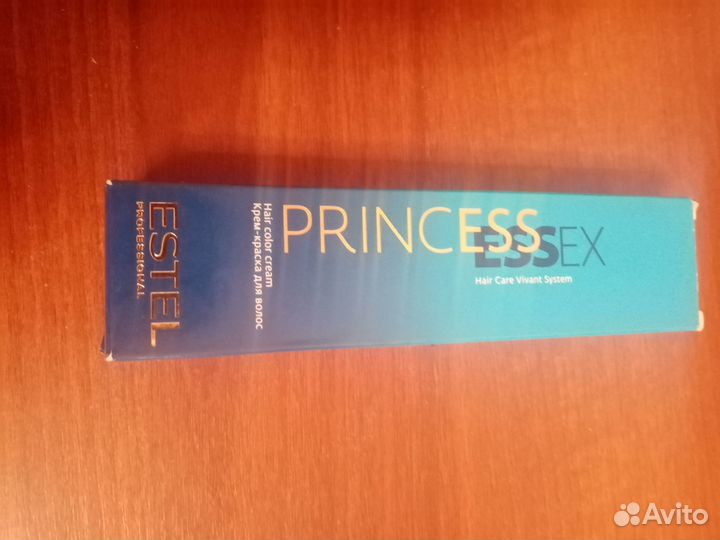 ESTEL
PROFESSIONAL
Hair color cream
Крем-краска для волос
PRINCESS
ESSEX
Hair Care Vivant System
Avito